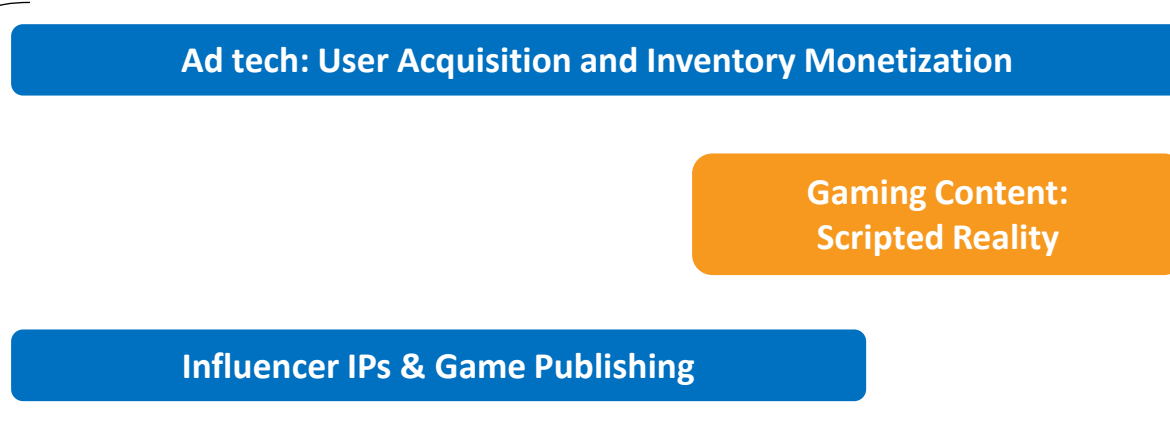 Ad tech: User Acquisition and Inventory Monetization
Gaming Content:
Scripted Reality
Influencer IPs & Game Publishing